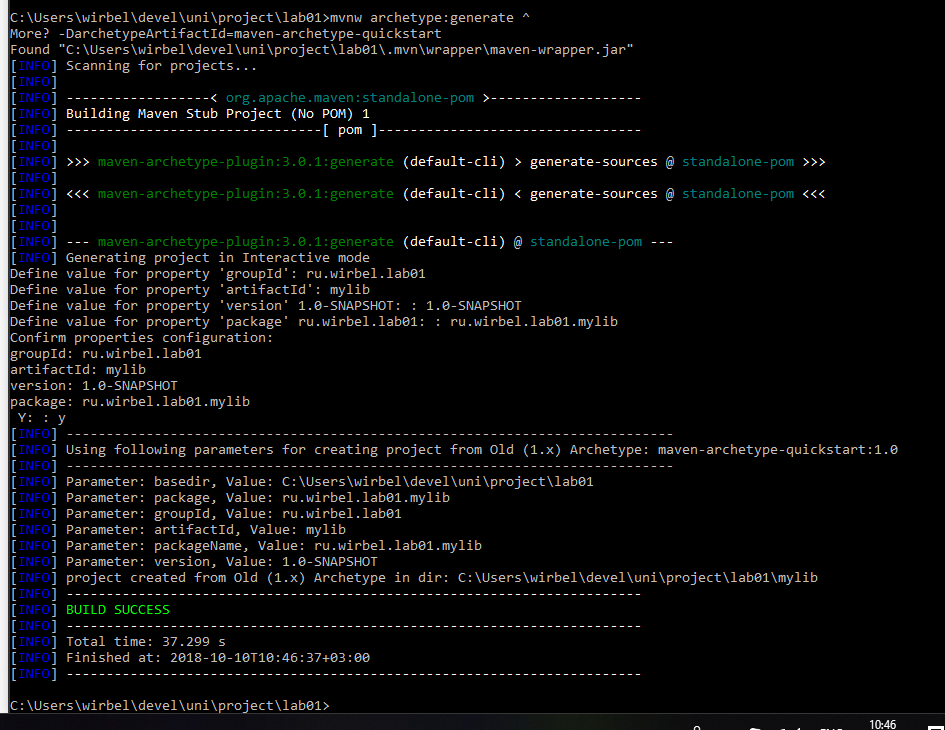 C:\Users\wirbel\devel\uni\project\lab01>mvnw archetype:generate ^
More? -DarchetypeArtifactId=maven-archetype-quickstart
Found "C:\Users\wirbel\devel\uni\project\lab01\.mvn\wrapper\maven-wrapper.jar"
[INFO] Scanning for projects...
[INFO]
[INFO] ------------------< org.apache.maven:standalone-pom >-------------------
[INFO] Building Maven Stub Project (No POM) 1
[INFO] --------------------------------[ pom ]---------------------------------
[INFO]
[INFO] >>> maven-archetype-plugin:3.0.1:generate (default-cli) > generate-sources @ standalone-pom >>>
[INFO]
[INFO] <<< maven-archetype-plugin:3.0.1:generate (default-cli) < generate-sources @ standalone-pom <<<
[INFO]
[INFO]
[INFO] --- maven-archetype-plugin:3.0.1:generate (default-cli) @ standalone-pom ---
[INFO] Generating project in Interactive mode
Define value for property 'groupId': ru.wirbel.lab01
Define value for property 'artifactId': mylib
Define value for property 'version' 1.0-SNAPSHOT: : 1.0-SNAPSHOT
Define value for property 'package' ru.wirbel.lab01: : ru.wirbel.lab01.mylib
Confirm properties configuration:
groupId: ru.wirbel.lab01
artifactId: mylib
version: 1.0-SNAPSHOT
package: ru.wirbel.lab01.mylib
 Y: : y
[INFO] ----------------------------------------------------------------------------
[INFO] Using following parameters for creating project from Old (1.x) Archetype: maven-archetype-quickstart:1.0
[INFO] ----------------------------------------------------------------------------
[INFO] Parameter: basedir, Value: C:\Users\wirbel\devel\uni\project\lab01
[INFO] Parameter: package, Value: ru.wirbel.lab01.mylib
[INFO] Parameter: groupId, Value: ru.wirbel.lab01
[INFO] Parameter: artifactId, Value: mylib
[INFO] Parameter: packageName, Value: ru.wirbel.lab01.mylib
[INFO] Parameter: version, Value: 1.0-SNAPSHOT
[INFO] project created from Old (1.x) Archetype in dir: C:\Users\wirbel\devel\uni\project\lab01\mylib
[INFO] ------------------------------------------------------------------------
[INFO] BUILD SUCCESS
[INFO] ------------------------------------------------------------------------
[INFO] Total time: 37.299 s
[INFO] Finished at: 2018-10-10T10:46:37+03:00
[INFO] ------------------------------------------------------------------------
C:\Users\wirbel\devel\uni\project\lab01>
10:46